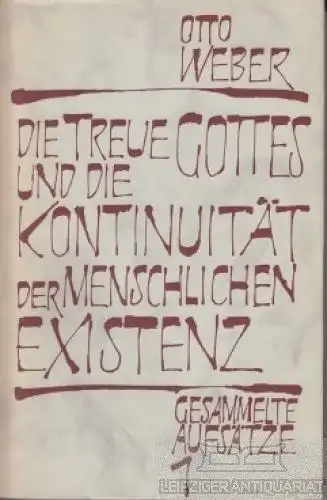 OTTO
WEBER
DIE TREUE GOTTES
UND DIE
KONTINUITÄT
DER MENSCHLICHEN
EXISTENZ
GESAMMELTE
AUFSÄTZE
1
LEIPZIGER ANTIQUARIAT